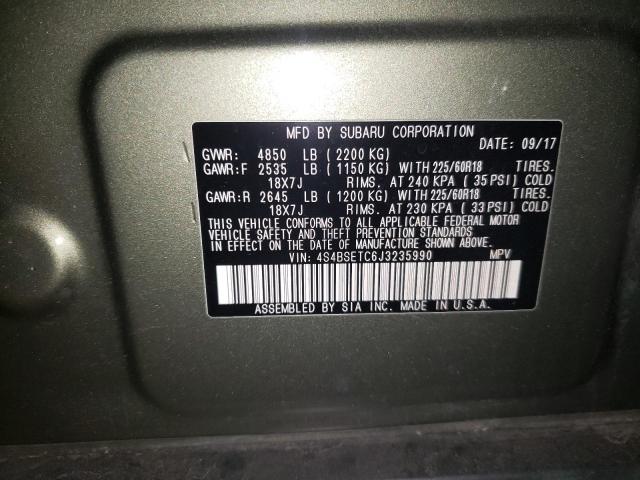 MFD BY SUBARU CORPORATION
DATE: 09/17
GVWR: 4850 LB ( 2200 KG)
GAWR: F 2535 LB ( 1150 KG) WITH 225/60R18 TIRES.
18X7J RIMS. AT 240 KPA ( 35 PSI) COLD
GAWR: R 2645 LB ( 1200 KG) WITH 225/60R18 TIRES.
18X7J RIMS. AT 230 KPA ( 33 PSI) COLD
THIS VEHICLE CONFORMS TO ALL APPLICABLE FEDERAL MOTOR
VEHICLE SAFETY AND THEFT PREVENTION STANDARDS
IN EFFECT ON THE DATE OF MANUFACTURE SHOWN ABOVE.
VIN: 4S4BSETC6J3235990 MPV
ASSEMBLED BY SIA INC. MADE IN U.S.A.